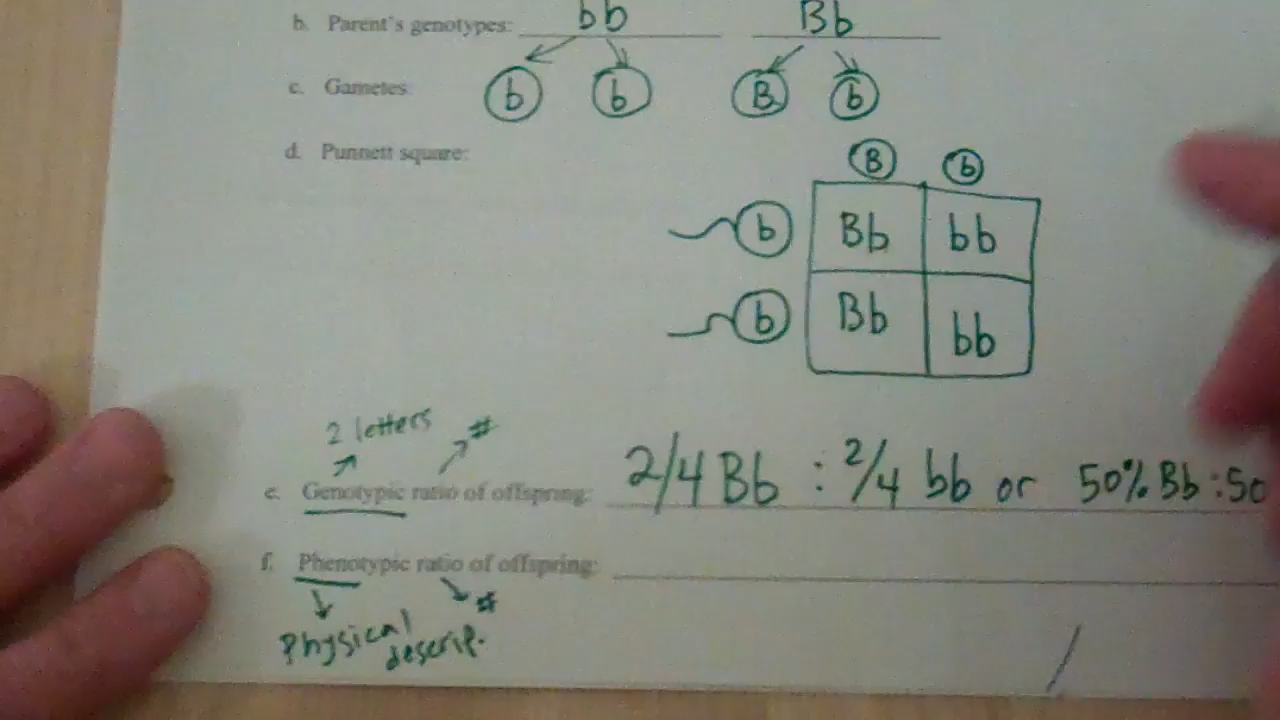 b. Parent's genotypes: bb Bb
c. Gametes b b B b
d. Punnett square:
B b
b Bb bb
b Bb bb
2 letters #
e. Genotypic ratio of offspring: 2/4 Bb : 2/4 bb or 50% Bb : 50
f. Phenotypic ratio of offspring:
#
Physical
descrip.